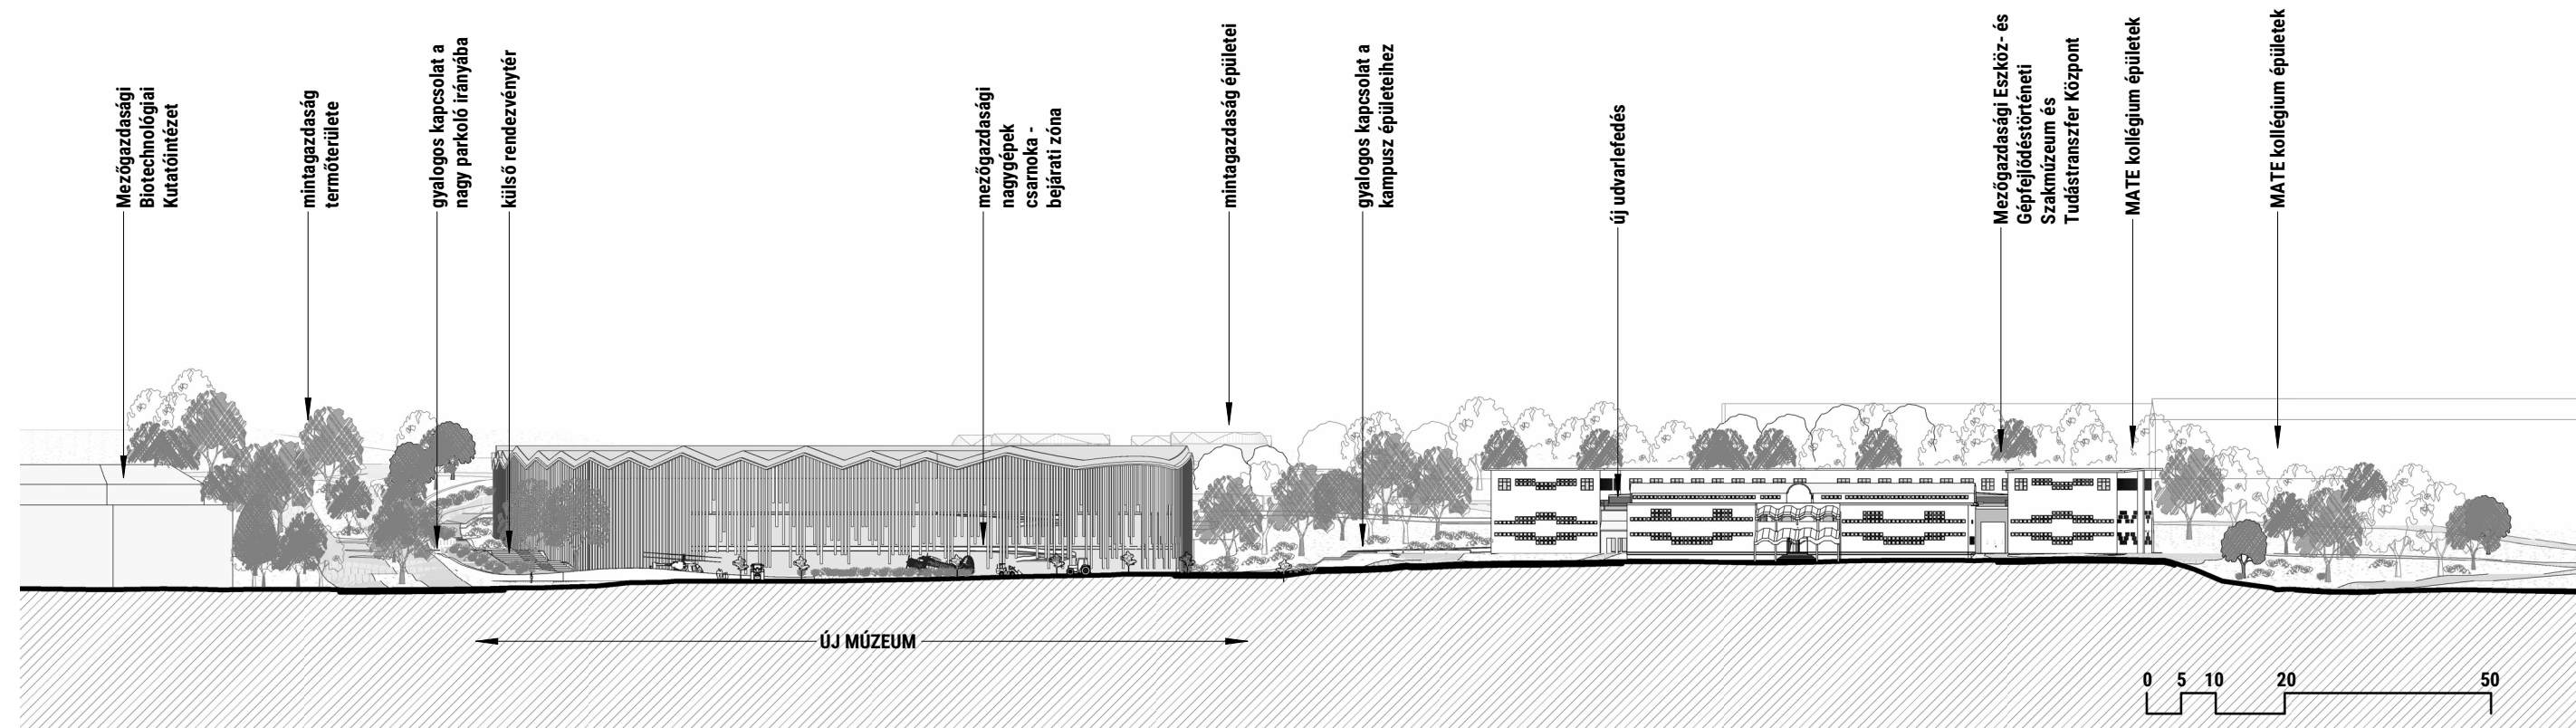 Mezőgazdasági
Biotechnológiai
Kutatóintézet
mintagazdaság
termőterülete
gyalogos kapcsolat a
nagy parkoló irányába
külső rendezvénytér
mezőgazdasági
nagygépek
csarnoka -
bejárati zóna
mintagazdaság épületei
gyalogos kapcsolat a
kampusz épületeihez
új udvarlefedés
Mezőgazdasági Eszköz- és
Gépfejlődéstörténeti
Szakmúzeum és
Tudástranszfer Központ
MATE kollégium épületek
MATE kollégium épületek
ÚJ MÚZEUM
0 5 10 20 50